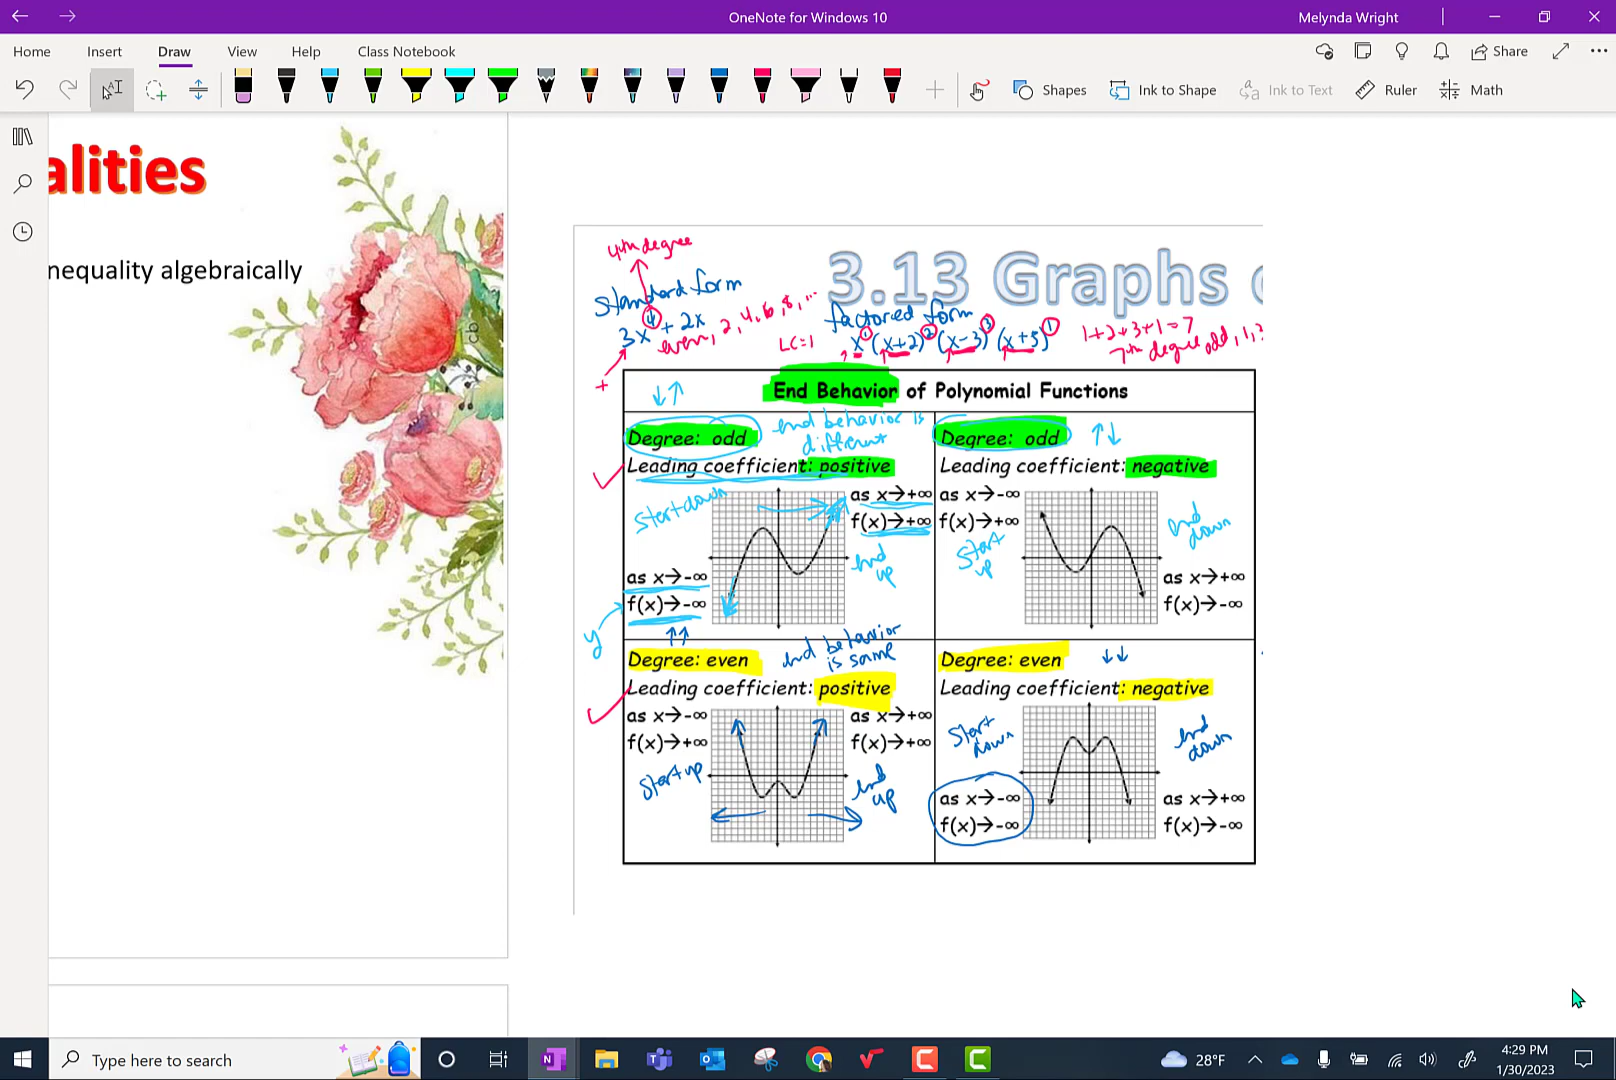 OneNote for Windows 10
Melynda Wright
Home Insert Draw View Help Class Notebook
Share
Shapes
Ink to Shape
Ink to Text
Ruler
Math
alities
nequality algebraically
4th degree
3.13 Graphs
standard form
3x⁴ + 2x
even, 2, 4, 6, 8, ...
+
factored form
LC=1
x¹ (x+2)² (x-3)³ (x+5)¹
1+2+3+1=7
7th degree odd, 1,
End Behavior of Polynomial Functions
↓↑
Degree: odd
end behavior is
different
Leading coefficient: positive
start down
as x→+∞
f(x)→+∞
end
up
as x→-∞
f(x)→-∞
y
Degree: odd
↑↓
Leading coefficient: negative
as x→-∞
f(x)→+∞
start
up
end
down
as x→+∞
f(x)→-∞
↑↑
Degree: even
end behavior
is same
Leading coefficient: positive
as x→-∞
f(x)→+∞
start up
as x→+∞
f(x)→+∞
end
up
Degree: even
↓↓
Leading coefficient: negative
start
down
end
down
as x→-∞
f(x)→-∞
as x→+∞
f(x)→-∞
Type here to search
28°F
4:29 PM
1/30/2023